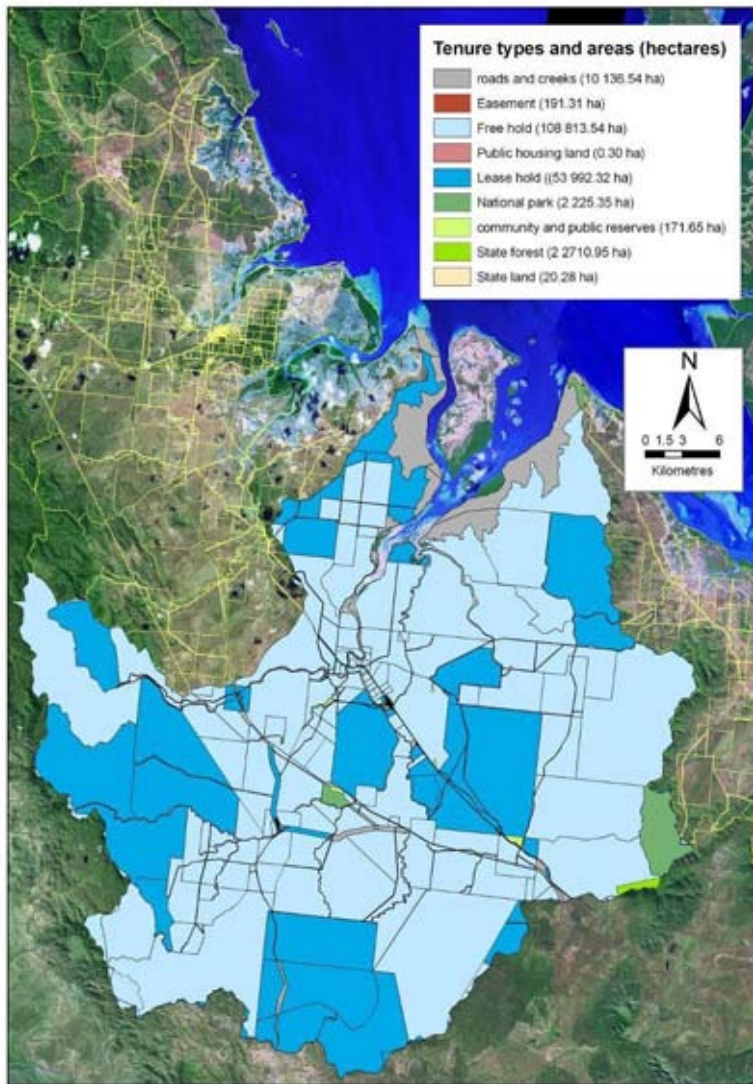 Tenure types and areas (hectares)
roads and creeks (10 136.54 ha)
Easement (191.31 ha)
Free hold (108 813.54 ha)
Public housing land (0.30 ha)
Lease hold ((53 992.32 ha)
National park (2 225.35 ha)
community and public reserves (171.65 ha)
State forest (2 2710.95 ha)
State land (20.28 ha)
N
0 1.5 3 6
Kilometres